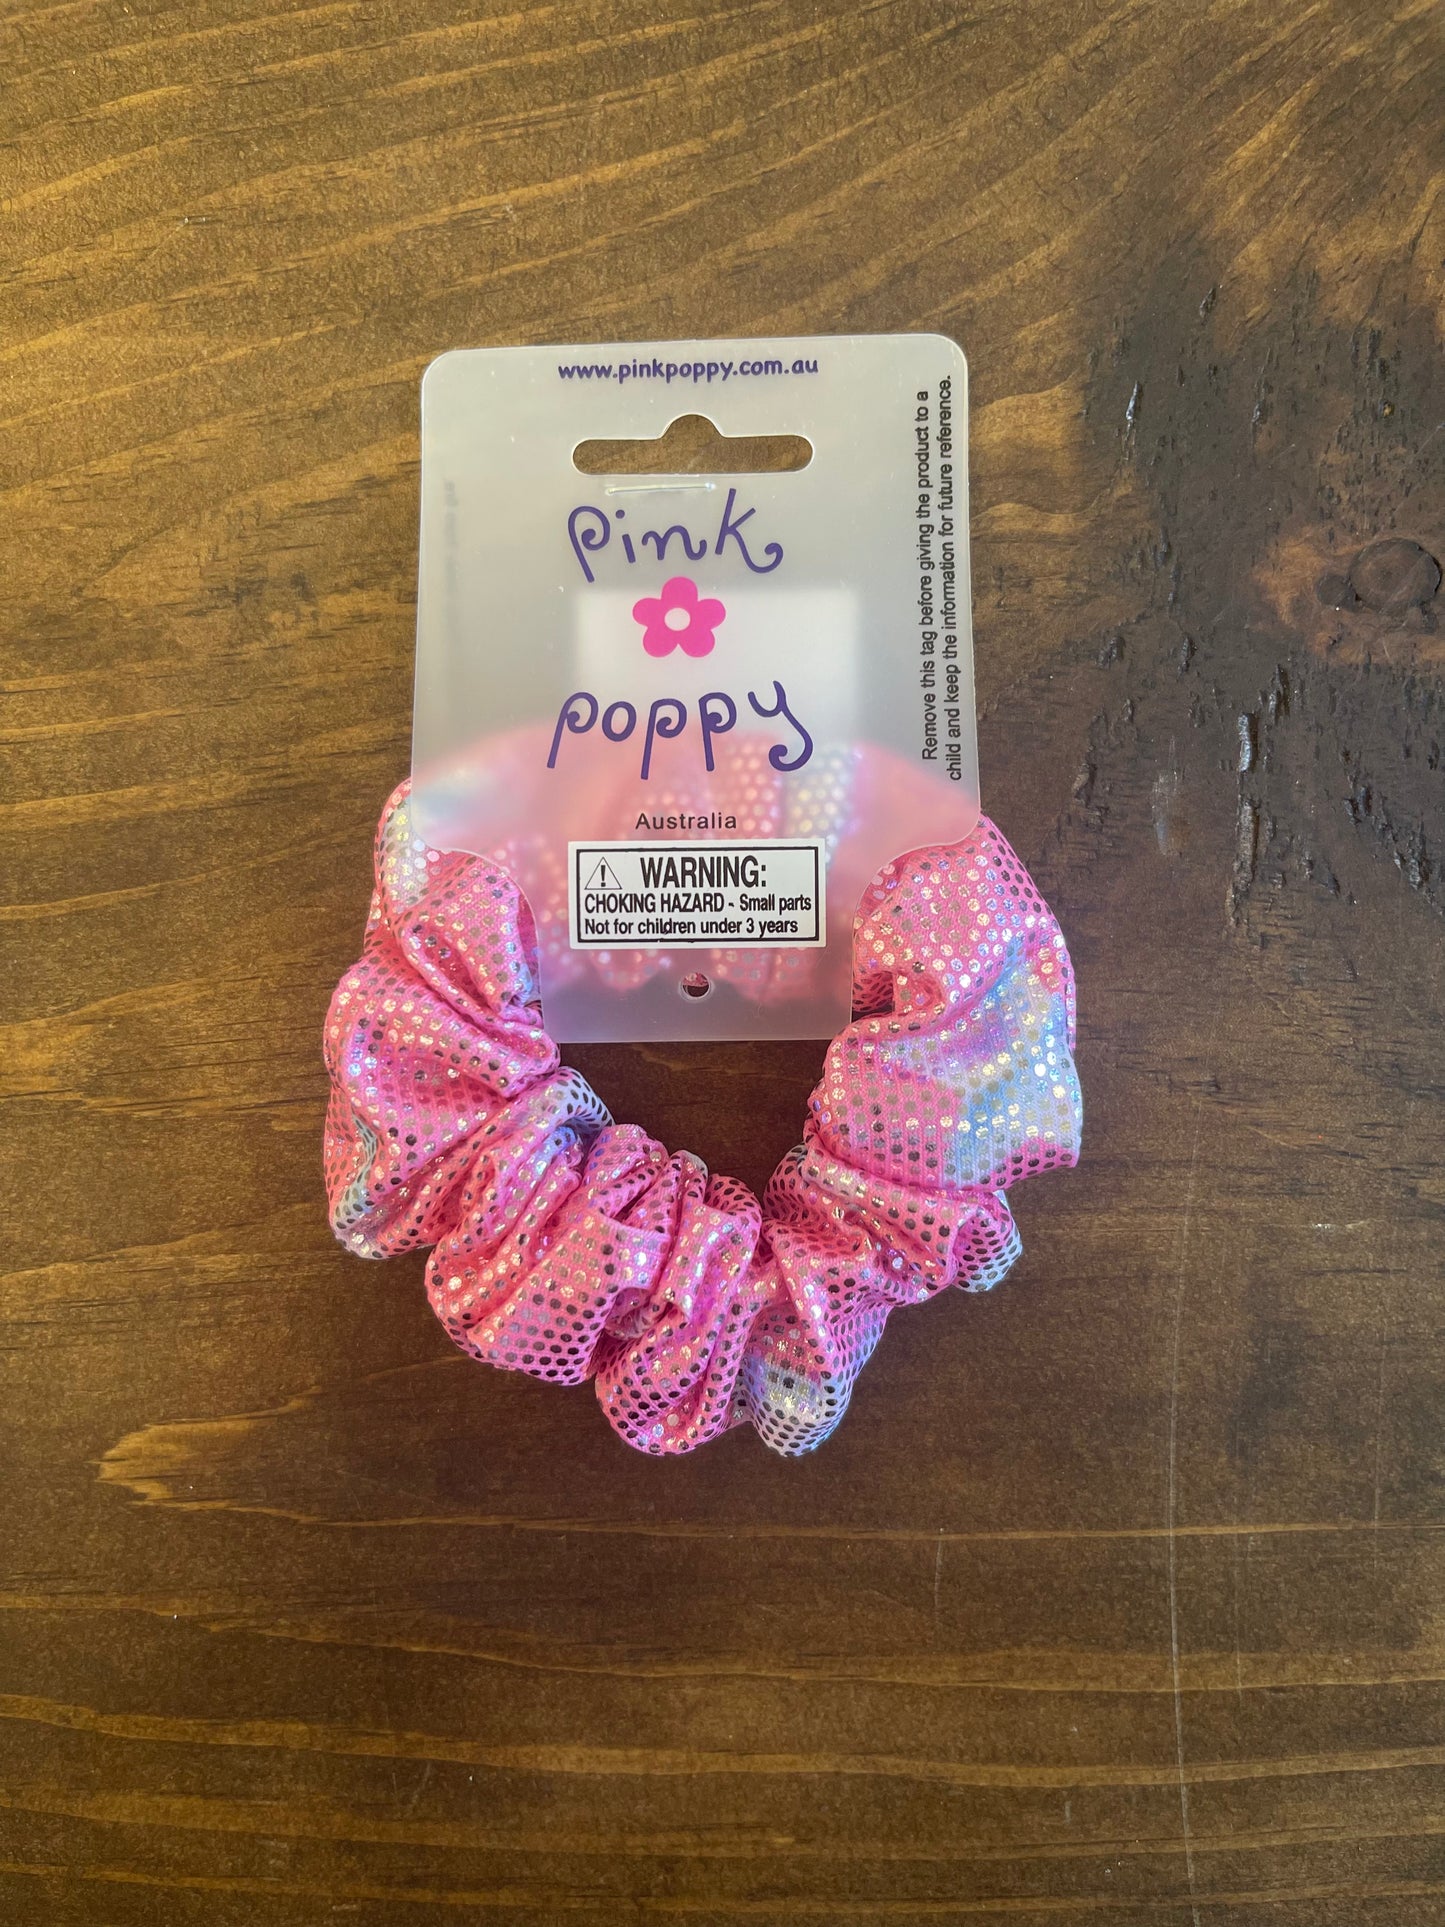 www.pinkpoppy.com.au
pink
poppy
Australia
WARNING:
CHOKING HAZARD - Small parts
Not for children under 3 years
Remove this tag before giving the product to a
child and keep the information for future reference.